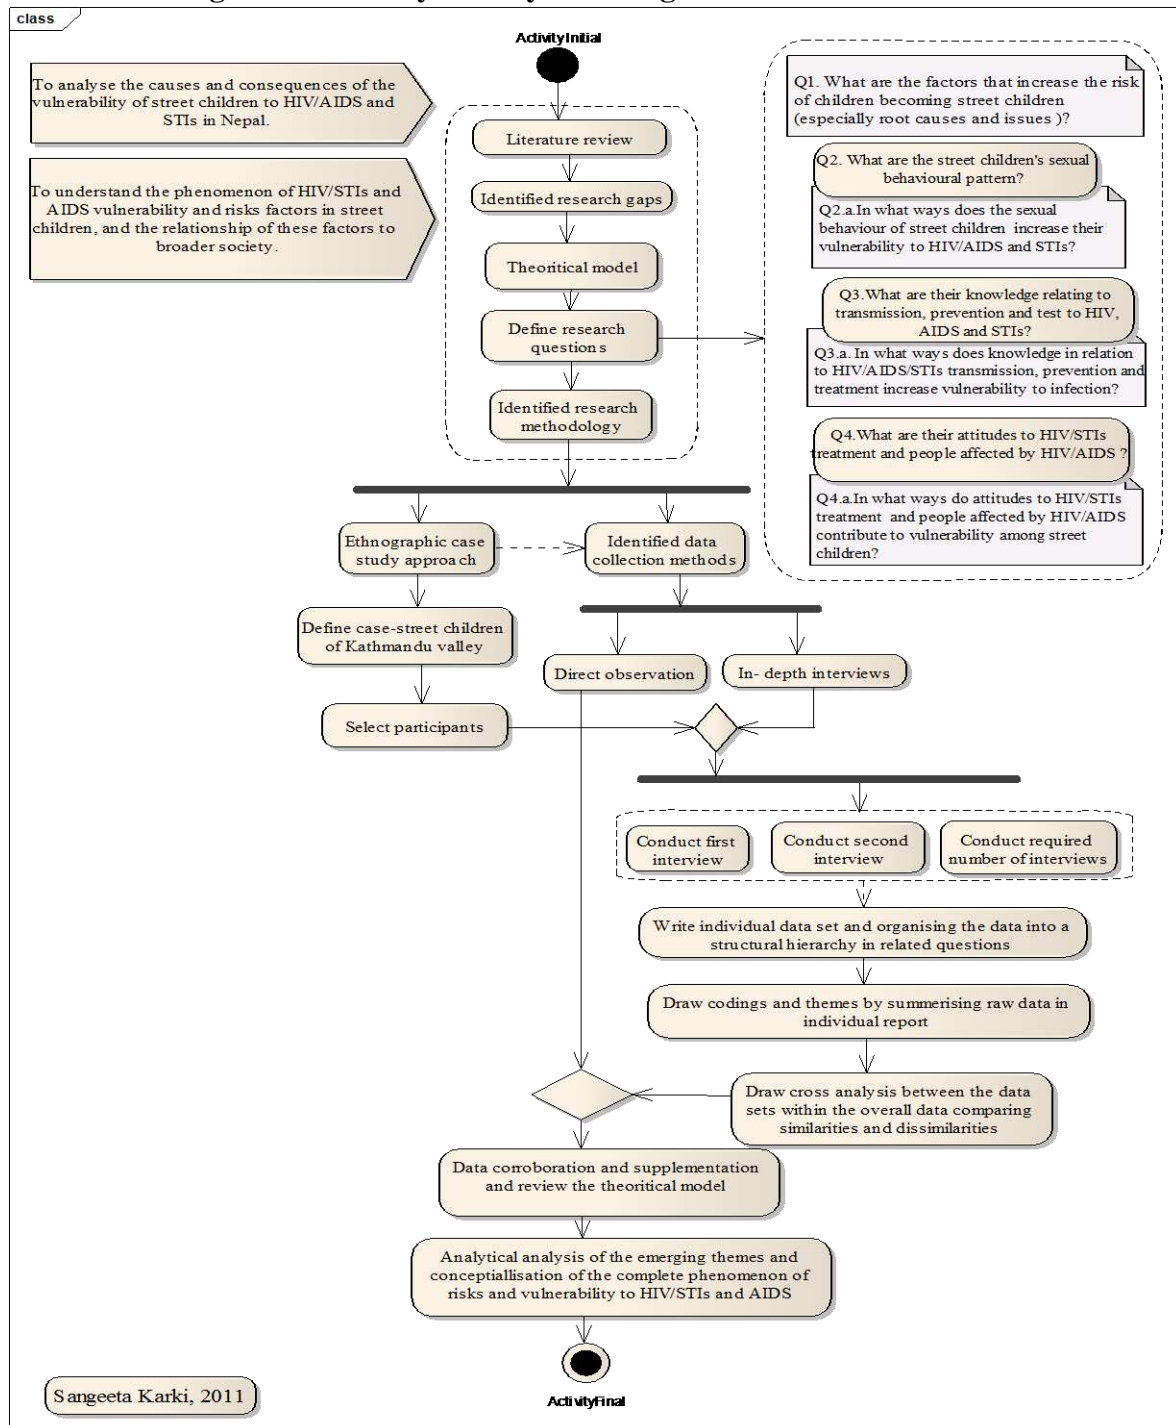 class
ActivityInitial
To analyse the causes and consequences of the
vulnerability of street children to HIV/AIDS and
STIs in Nepal.
To understand the phenomenon of HIV/STIs and
AIDS vulnerability and risks factors in street
children, and the relationship of these factors to
broader society.
Literature review
Identified research gaps
Theoritical model
Define research
questions
Identified research
methodology
Q1. What are the factors that increase the risk
of children becoming street children
(especially root causes and issues )?
Q2. What are the street children's sexual
behavioural pattern?
Q2.a.In what ways does the sexual
behaviour of street children increase their
vulnerability to HIV/AIDS and STIs?
Q3.What are their knowledge relating to
transmission, prevention and test to HIV,
AIDS and STIs?
Q3.a. In what ways does knowledge in relation
to HIV/AIDS/STIs transmission, prevention and
treatment increase vulnerability to infection?
Q4.What are their attitudes to HIV/STIs
treatment and people affected by HIV/AIDS ?
Q4.a.In what ways do attitudes to HIV/STIs
treatment and people affected by HIV/AIDS
contribute to vulnerability among street
children?
Ethnographic case
study approach
Identified data
collection methods
Define case-street children
of Kathmandu valley
Direct observation
In- depth interviews
Select participants
Conduct first
interview
Conduct second
interview
Conduct required
number of interviews
Write individual data set and organising the data into a
structural hierarchy in related questions
Draw codings and themes by summerising raw data in
individual report
Draw cross analysis between the data
sets within the overall data comparing
similarities and dissimilarities
Data corroboration and supplementation
and review the theoritical model
Analytical analysis of the emerging themes and
conceptiallisation of the complete phenomenon of
risks and vulnerability to HIV/STIs and AIDS
ActivityFinal
Sangeeta Karki, 2011